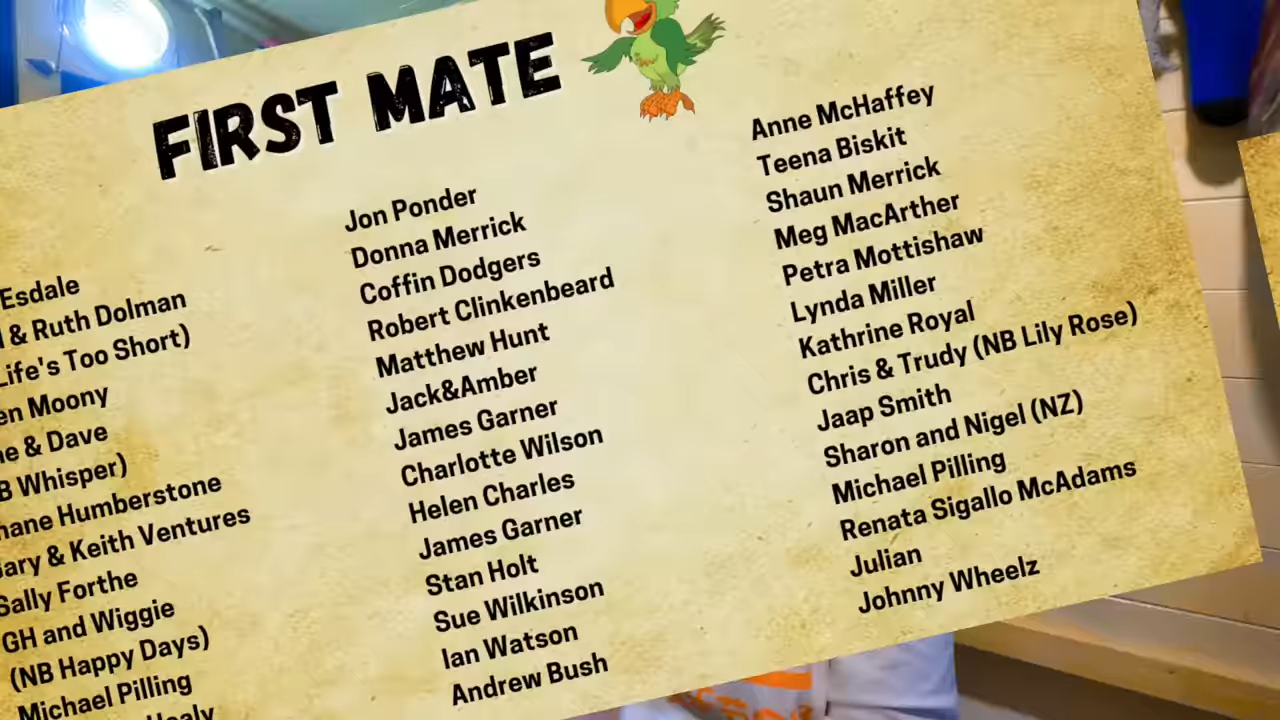 FIRST MATE
Esdale
& Ruth Dolman
Life's Too Short)
Moony
& Dave
Whisper)
Humberstone
& Keith Ventures
Sally Forthe
GH and Wiggie
(NB Happy Days)
Michael Pilling
Jon Ponder
Donna Merrick
Coffin Dodgers
Robert Clinkenbeard
Matthew Hunt
Jack&Amber
James Garner
Charlotte Wilson
Helen Charles
James Garner
Stan Holt
Sue Wilkinson
Ian Watson
Andrew Bush
Anne McHaffey
Teena Biskit
Shaun Merrick
Meg MacArther
Petra Mottishaw
Lynda Miller
Kathrine Royal
Chris & Trudy (NB Lily Rose)
Jaap Smith
Sharon and Nigel (NZ)
Michael Pilling
Renata Sigallo McAdams
Julian
Johnny Wheelz